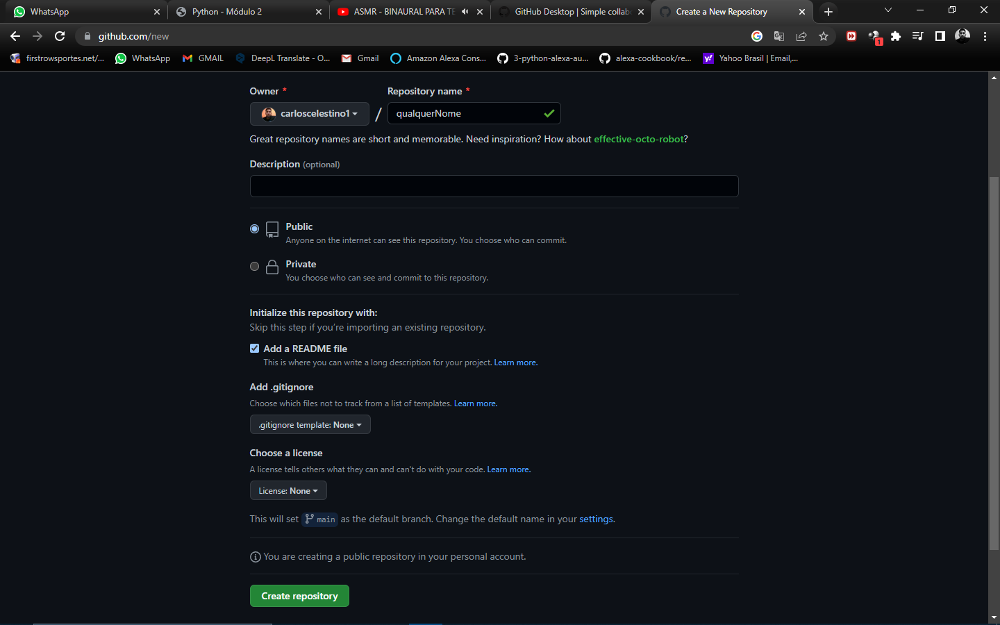 WhatsApp
Python - Módulo 2
ASMR - BINAURAL PARA TE
GitHub Desktop | Simple collab
Create a New Repository
github.com/new
1
firstrowsportes.net/...
WhatsApp
GMAIL
DeepL Translate - O...
Gmail
Amazon Alexa Cons...
3-python-alexa-au...
alexa-cookbook/re...
Yahoo Brasil | Email,...
Owner *
Repository name *
carloscelestino1
/
qualquerNome
Great repository names are short and memorable. Need inspiration? How about effective-octo-robot?
Description (optional)
Public
Anyone on the internet can see this repository. You choose who can commit.
Private
You choose who can see and commit to this repository.
Initialize this repository with:
Skip this step if you're importing an existing repository.
Add a README file
This is where you can write a long description for your project. Learn more.
Add .gitignore
Choose which files not to track from a list of templates. Learn more.
.gitignore template: None
Choose a license
A license tells others what they can and can't do with your code. Learn more.
License: None
This will set main as the default branch. Change the default name in your settings.
You are creating a public repository in your personal account.
Create repository